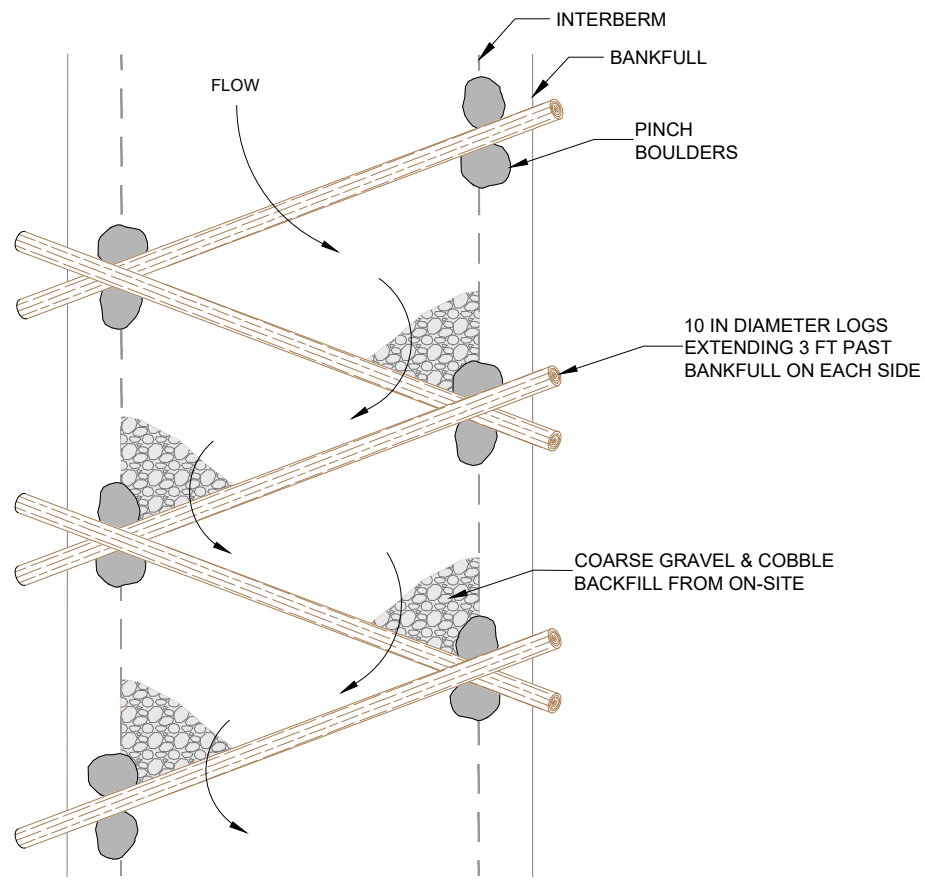 INTERBERM
BANKFULL
FLOW
PINCH
BOULDERS
10 IN DIAMETER LOGS
EXTENDING 3 FT PAST
BANKFULL ON EACH SIDE
COARSE GRAVEL & COBBLE
BACKFILL FROM ON-SITE